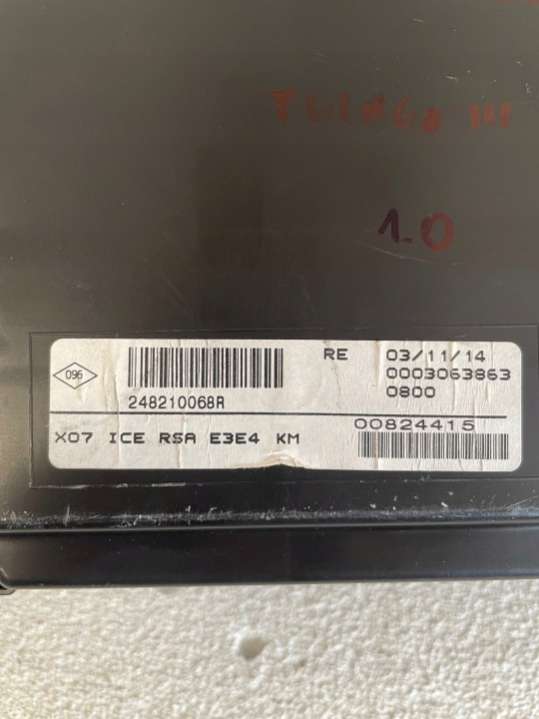 TWINGO III
1.0
096
248210068R
RE 03/11/14
0003063863
0800
X07 ICE RSA E3E4 KM
00824415